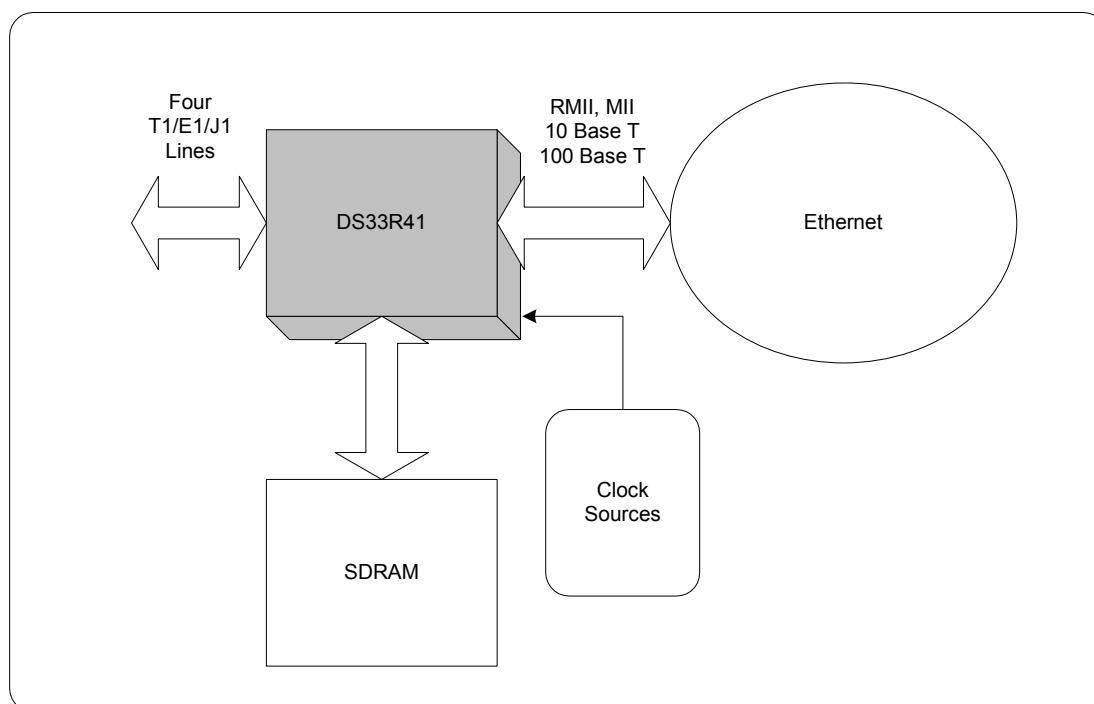 Four
T1/E1/J1
Lines
RMII, MII
10 Base T
100 Base T
DS33R41
Ethernet
Clock
Sources
SDRAM